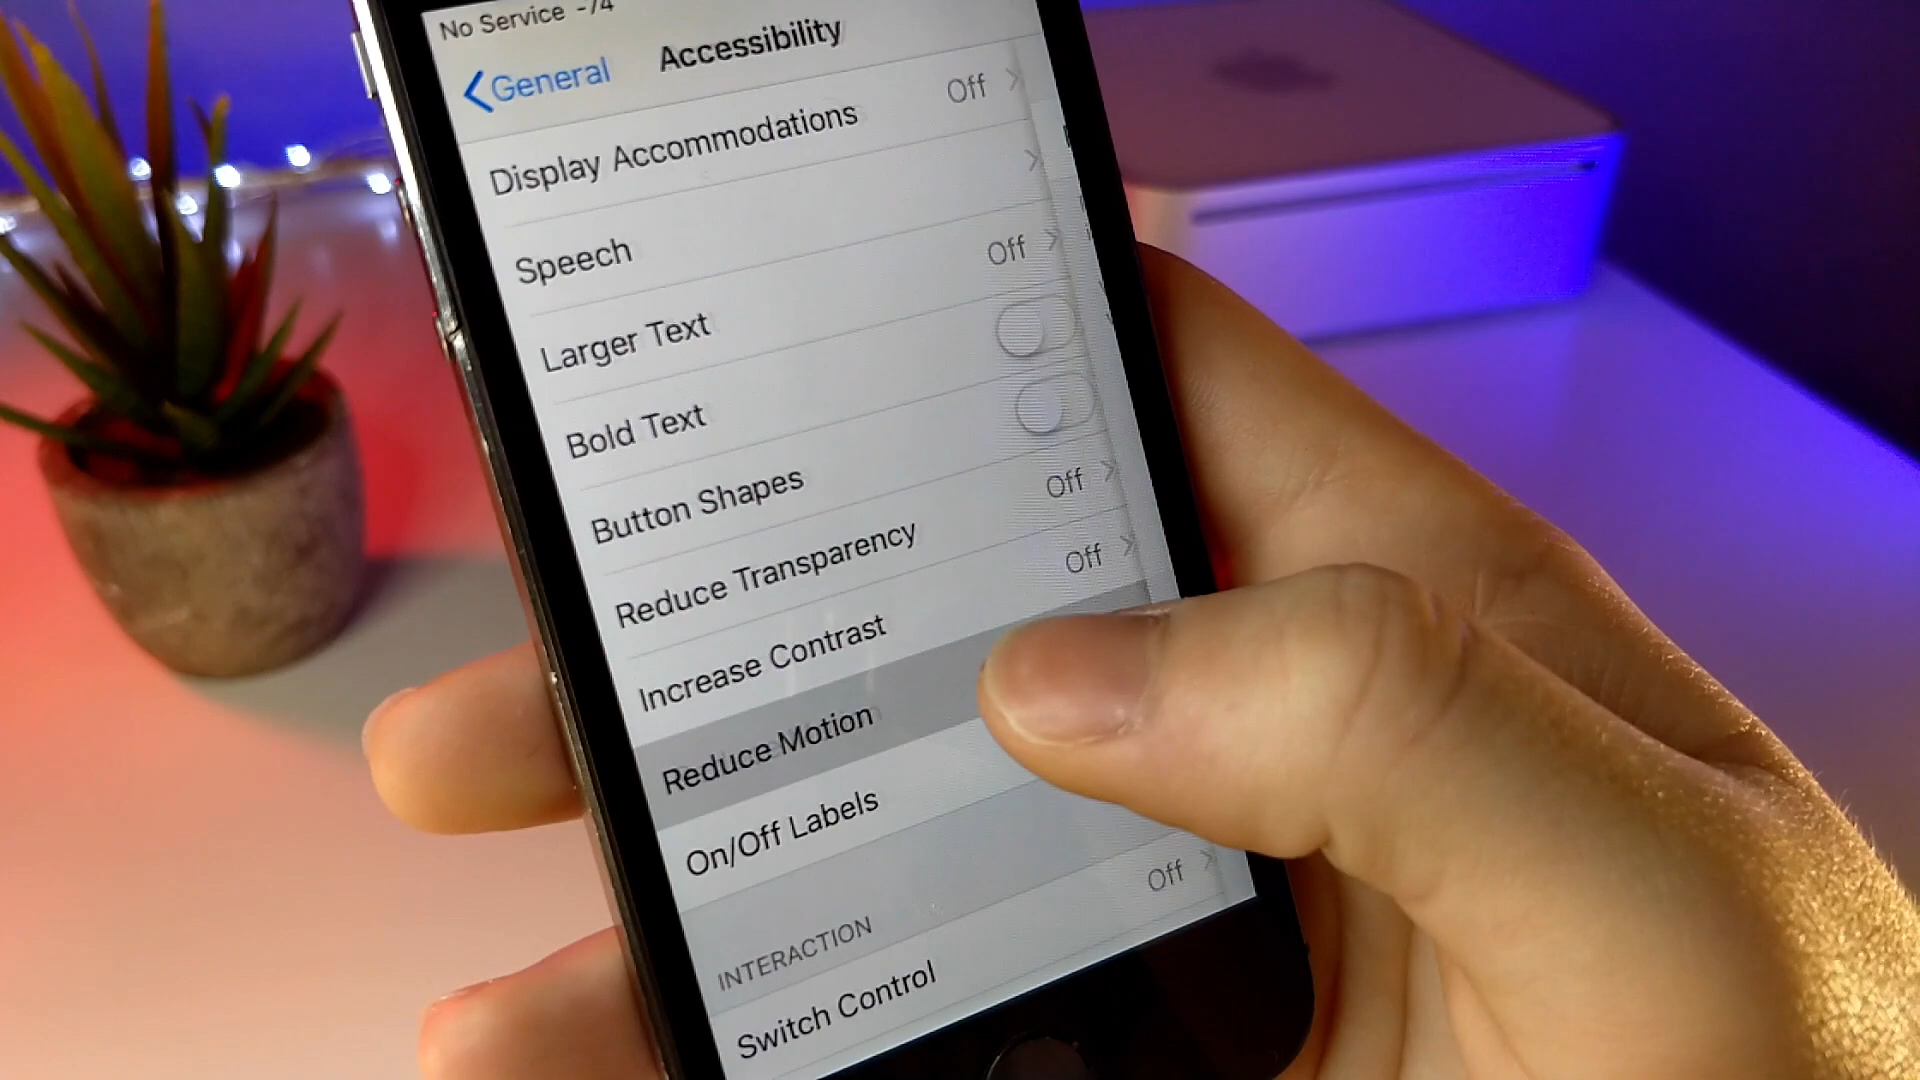 No Service -74
General
Accessibility
Display Accommodations Off
Speech
Larger Text Off
Bold Text
Button Shapes
Reduce Transparency Off
Increase Contrast Off
Reduce Motion
On/Off Labels
INTERACTION
Switch Control Off